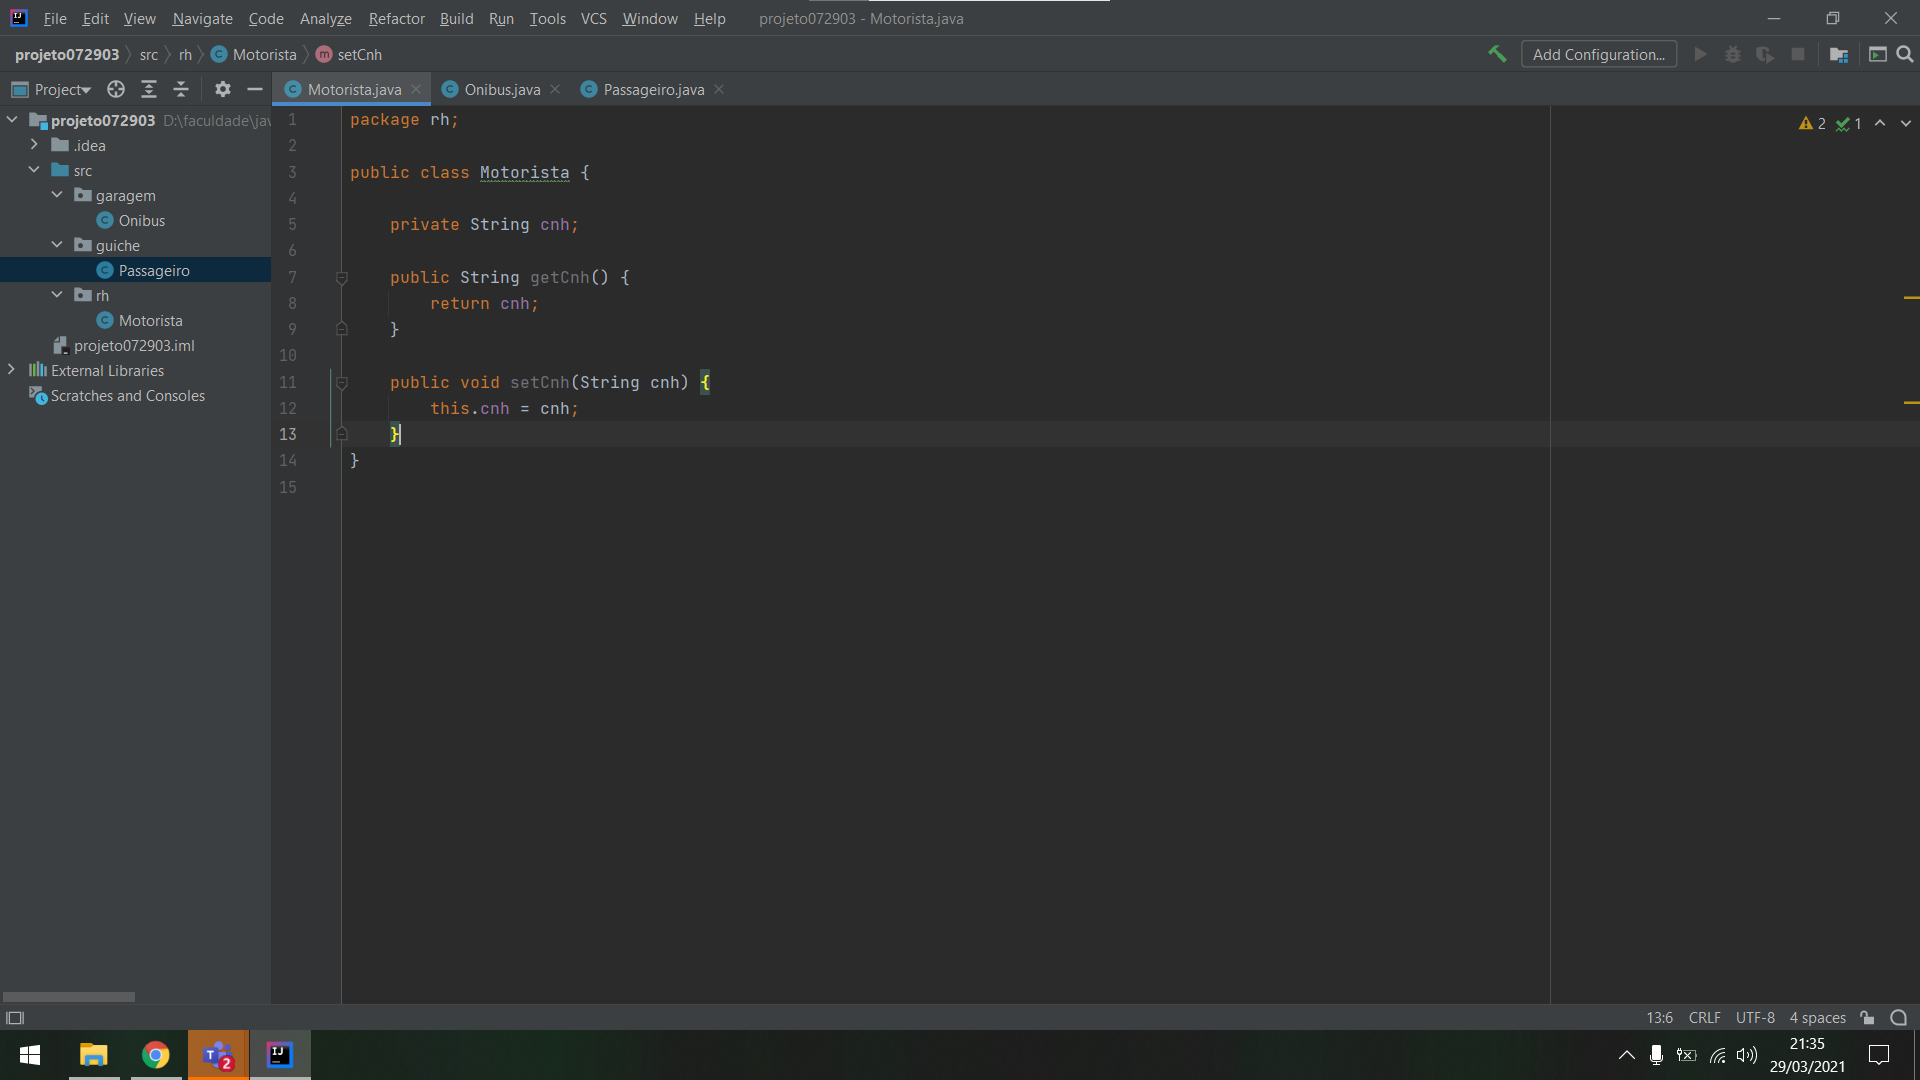 File Edit View Navigate Code Analyze Refactor Build Run Tools VCS Window Help projeto072903 - Motorista.java
projeto072903 src rh Motorista setCnh Add Configuration...
Project Motorista.java Onibus.java Passageiro.java
projeto072903 D:\faculdade\jav
.idea
src
garagem
Onibus
guiche
Passageiro
rh
Motorista
projeto072903.iml
External Libraries
Scratches and Consoles
1 package rh;
2
3 public class Motorista {
4
5 private String cnh;
6
7 public String getCnh() {
8 return cnh;
9 }
10
11 public void setCnh(String cnh) {
12 this.cnh = cnh;
13 }
14 }
15
2 1
13:6 CRLF UTF-8 4 spaces
2
21:35
29/03/2021